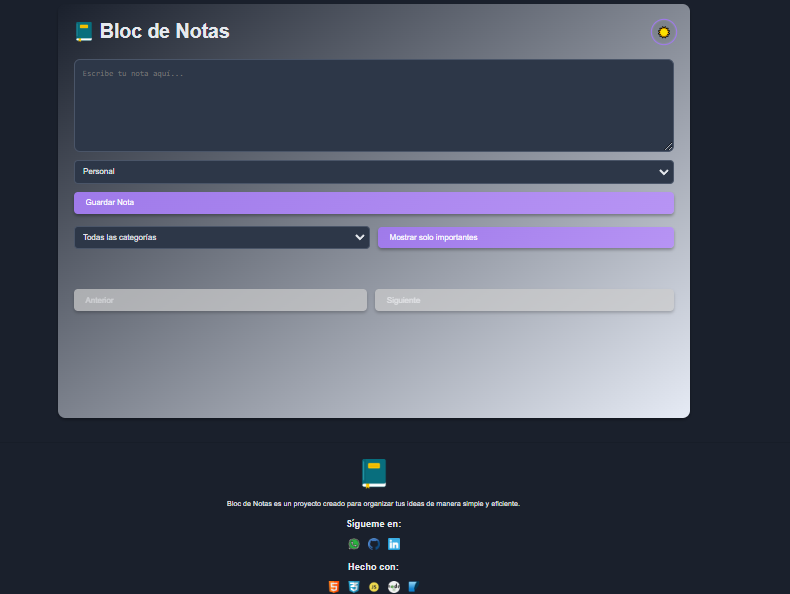 Bloc de Notas
Escribe tu nota aquí...
Personal
Guardar Nota
Todas las categorías
Mostrar solo importantes
Anterior
Siguiente
Bloc de Notas es un proyecto creado para organizar tus ideas de manera simple y eficiente.
Sígueme en:
in
Hecho con: